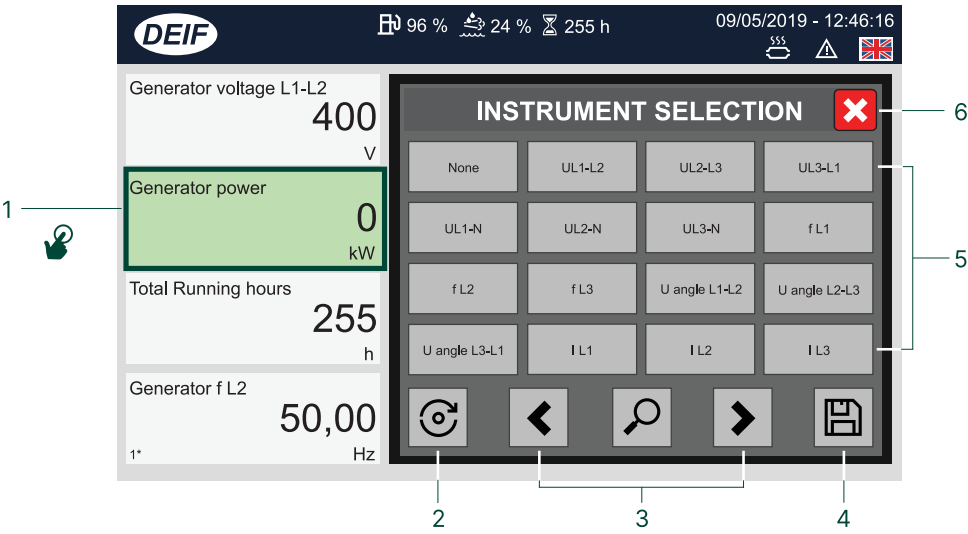 DEIF
96 %
24 %
255 h
09/05/2019 - 12:46:16
Generator voltage L1-L2
400
V
Generator power
0
kW
Total Running hours
255
h
Generator f L2
50,00
1*
Hz
INSTRUMENT SELECTION
None
UL1-L2
UL2-L3
UL3-L1
UL1-N
UL2-N
UL3-N
f L1
f L2
f L3
U angle L1-L2
U angle L2-L3
U angle L3-L1
I L1
I L2
I L3
1
2
3
4
5
6